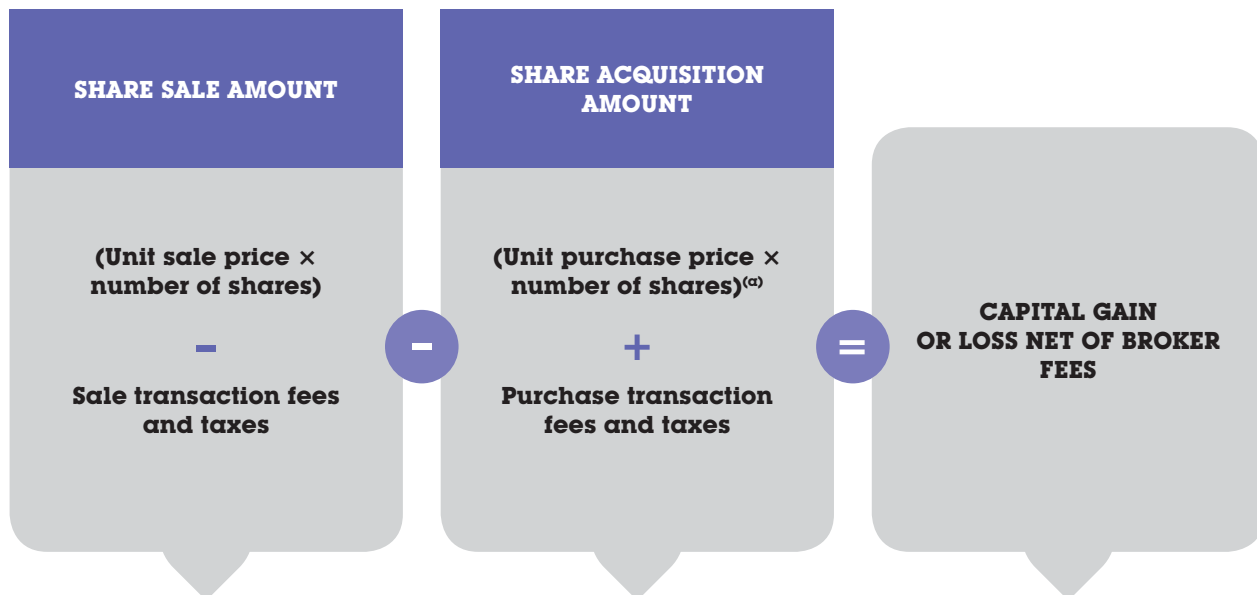 SHARE SALE AMOUNT
(Unit sale price ×
number of shares)
-
Sale transaction fees
and taxes
-
SHARE ACQUISITION
AMOUNT
(Unit purchase price ×
number of shares)(a)
+
Purchase transaction
fees and taxes
=
CAPITAL GAIN
OR LOSS NET OF BROKER
FEES